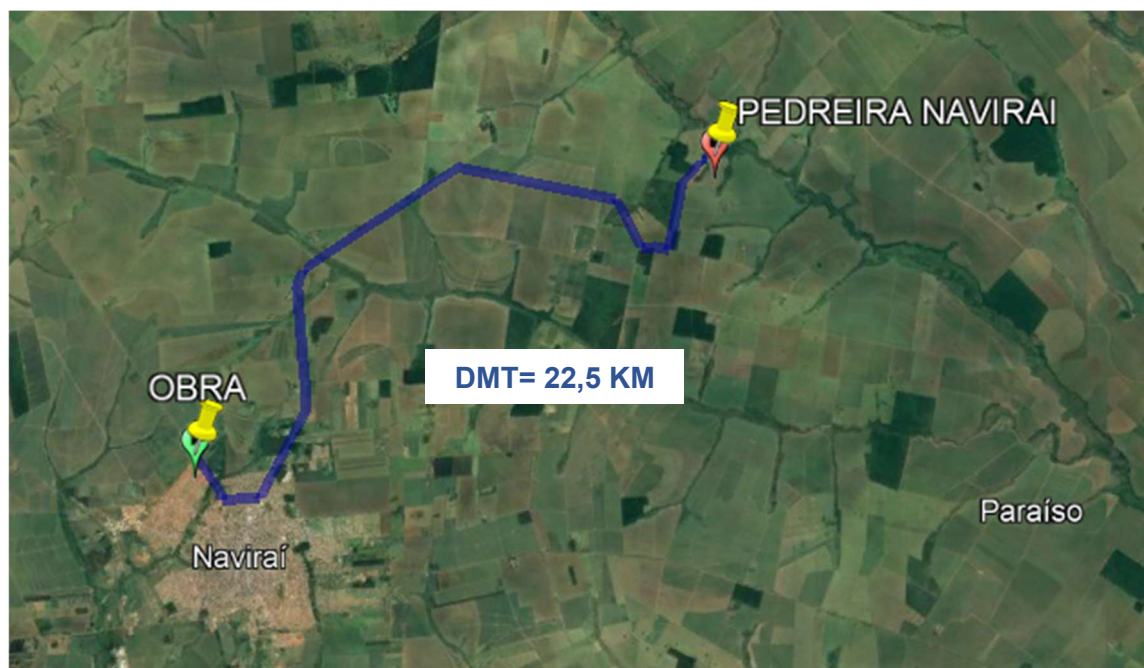 PEDREIRA NAVIRAI
DMT= 22,5 KM
OBRA
Paraíso
Naviraí